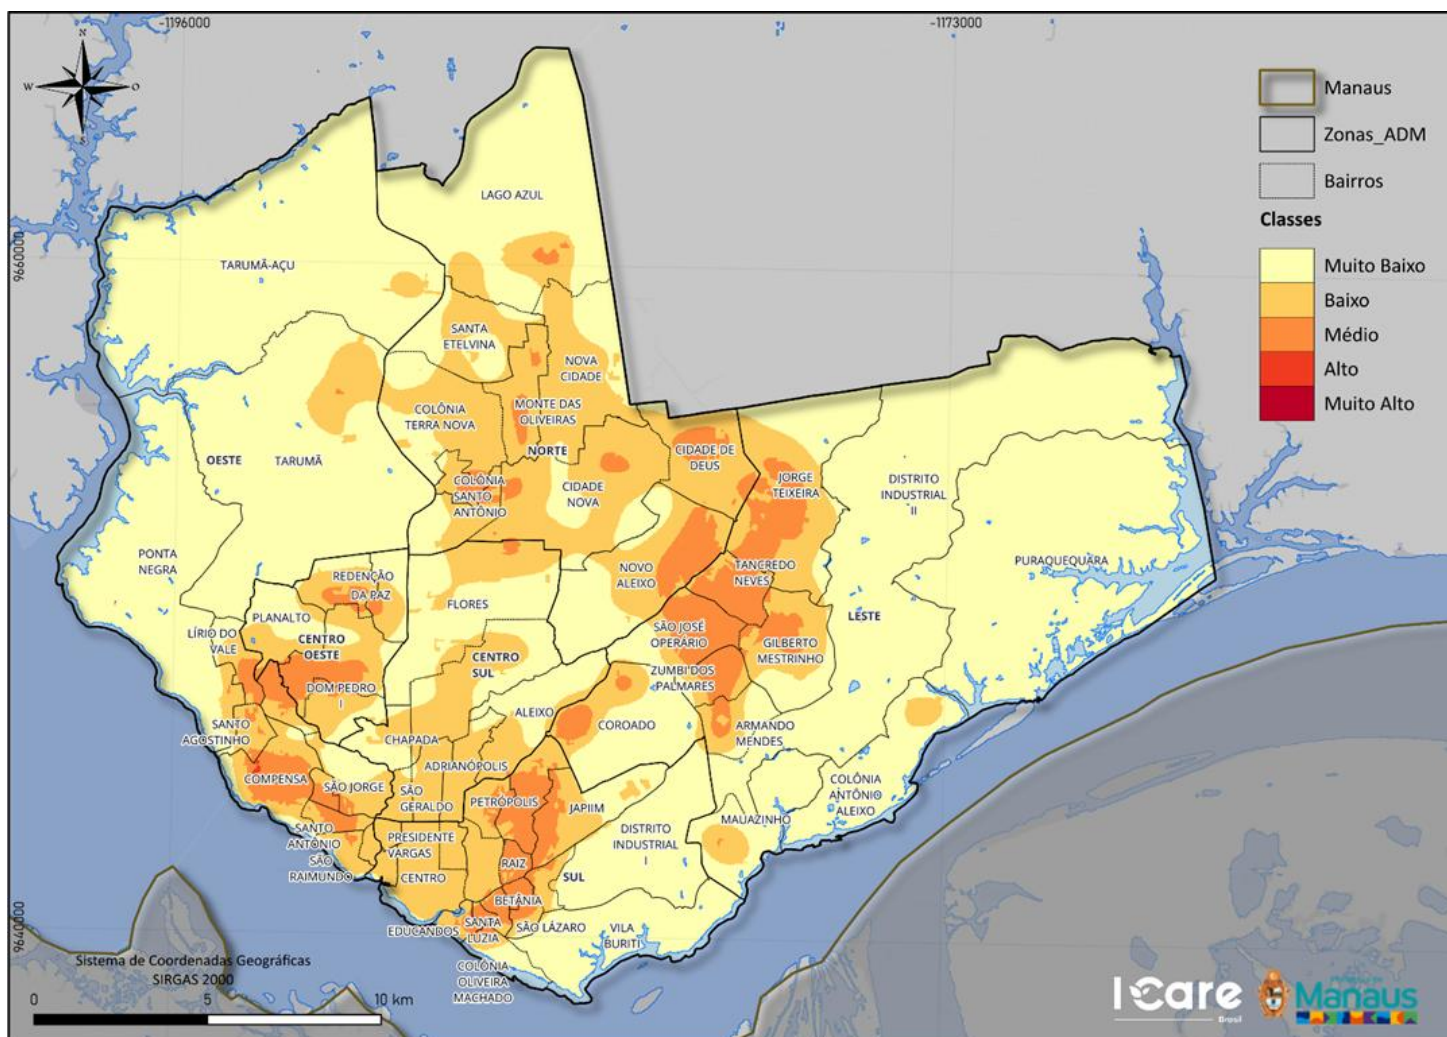 -1196000
-1173000
N
W
O
S
9660000
9640000
Manaus
Zonas_ADM
Bairros
Classes
Muito Baixo
Baixo
Médio
Alto
Muito Alto
LAGO AZUL
TARUMÃ-AÇU
SANTA
ETELVINA
NOVA
CIDADE
COLÔNIA
TERRA NOVA
MONTE DAS
OLIVEIRAS
OESTE
TARUMÃ
NORTE
CIDADE DE
DEUS
COLÔNIA
SANTO
ANTÔNIO
CIDADE
NOVA
JORGE
TEIXEIRA
DISTRITO
INDUSTRIAL
II
PONTA
NEGRA
REDENÇÃO
DA PAZ
NOVO
ALEIXO
TANCREDO
NEVES
PURAQUEQUARA
PLANALTO
FLORES
LESTE
LÍRIO DO
VALE
CENTRO
OESTE
SÃO JOSÉ
OPERÁRIO
GILBERTO
MESTRINHO
CENTRO
SUL
ZUMBI DOS
PALMARES
DOM PEDRO
I
SANTO
AGOSTINHO
ALEIXO
COROADO
ARMANDO
MENDES
CHAPADA
ADRIANÓPOLIS
COMPENSA
SÃO JORGE
SÃO
GERALDO
PETRÓPOLIS
JAPIIM
COLÔNIA
ANTÔNIO
ALEIXO
MAUAZINHO
SANTO
ANTÔNIO
SÃO
RAIMUNDO
PRESIDENTE
VARGAS
DISTRITO
INDUSTRIAL
I
CENTRO
RAIZ
SUL
BETÂNIA
EDUCANDOS
SANTA
LUZIA
SÃO LÁZARO
VILA
BURITI
COLÔNIA
OLIVEIRA
MACHADO
Sistema de Coordenadas Geográficas
SIRGAS 2000
0
5
10 km
I Care
Brasil
Manaus